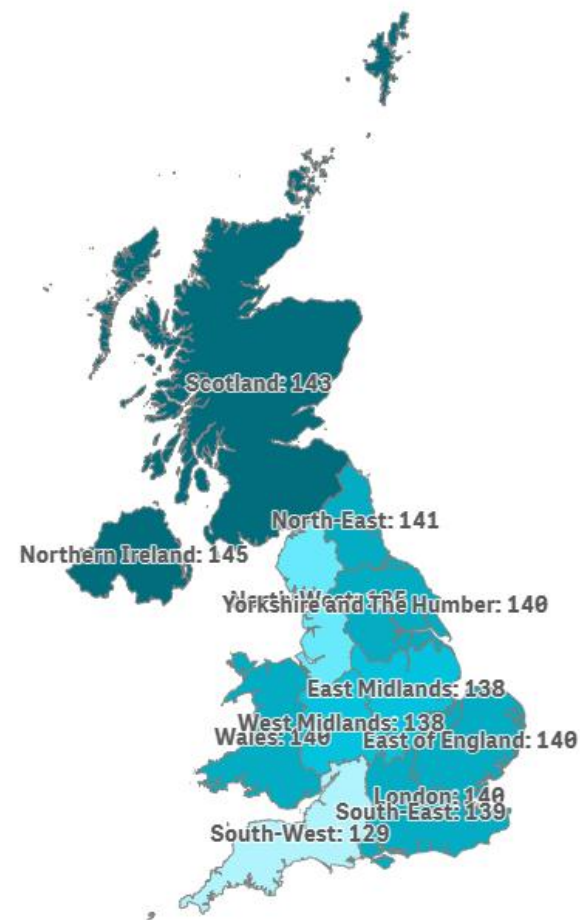 Scotland: 143
North-East: 141
Northern Ireland: 145
Yorkshire and The Humber: 140
East Midlands: 138
West Midlands: 138
Wales: 140
East of England: 140
London: 140
South-East: 139
South-West: 129